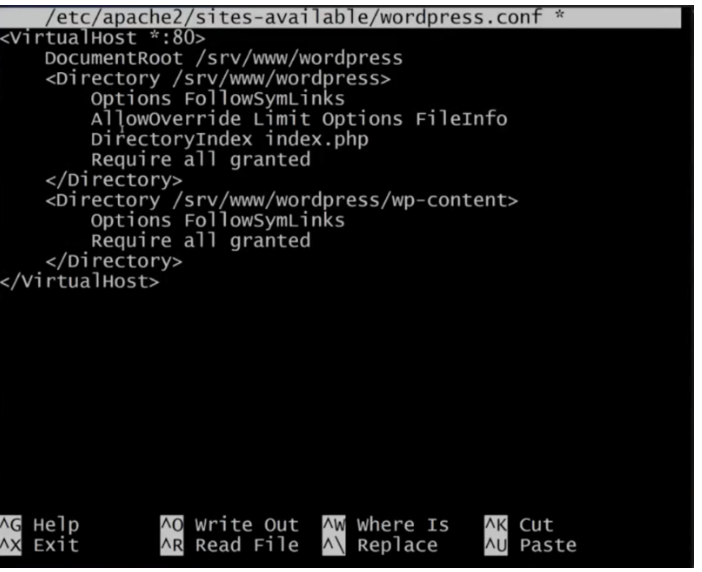 /etc/apache2/sites-available/wordpress.conf *
<VirtualHost *:80>
    DocumentRoot /srv/www/wordpress
    <Directory /srv/www/wordpress>
        Options FollowSymLinks
        AllowOverride Limit Options FileInfo
        DirectoryIndex index.php
        Require all granted
    </Directory>
    <Directory /srv/www/wordpress/wp-content>
        Options FollowSymLinks
        Require all granted
    </Directory>
</VirtualHost>
^G Help ^O Write Out ^W Where Is ^K Cut
^X Exit ^R Read File ^\ Replace ^U Paste